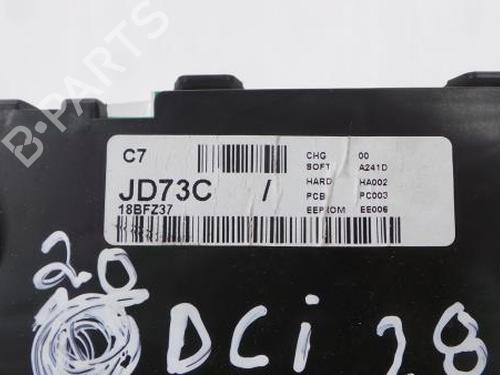 B-PARTS
C7
CHG 00
SOFT A241D
JD73C /
HARD HA002
18BFZ37
PCB PC003
EEPROM EE006
20
DCi 28